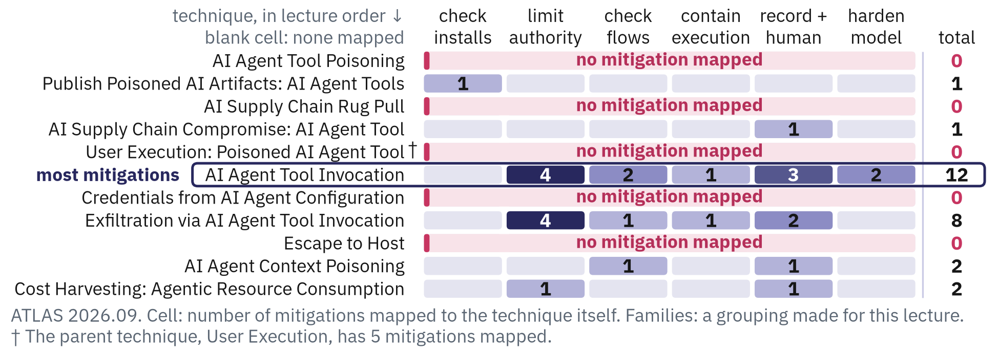 technique, in lecture order ↓
blank cell: none mapped
check installs
limit authority
check flows
contain execution
record + human
harden model
total
AI Agent Tool Poisoning no mitigation mapped 0
Publish Poisoned AI Artifacts: AI Agent Tools 1 1
AI Supply Chain Rug Pull no mitigation mapped 0
AI Supply Chain Compromise: AI Agent Tool 1 1
User Execution: Poisoned AI Agent Tool † no mitigation mapped 0
most mitigations AI Agent Tool Invocation 4 2 1 3 2 12
Credentials from AI Agent Configuration no mitigation mapped 0
Exfiltration via AI Agent Tool Invocation 4 1 1 2 8
Escape to Host no mitigation mapped 0
AI Agent Context Poisoning 1 1 2
Cost Harvesting: Agentic Resource Consumption 1 1 2
ATLAS 2026.09. Cell: number of mitigations mapped to the technique itself. Families: a grouping made for this lecture.
† The parent technique, User Execution, has 5 mitigations mapped.